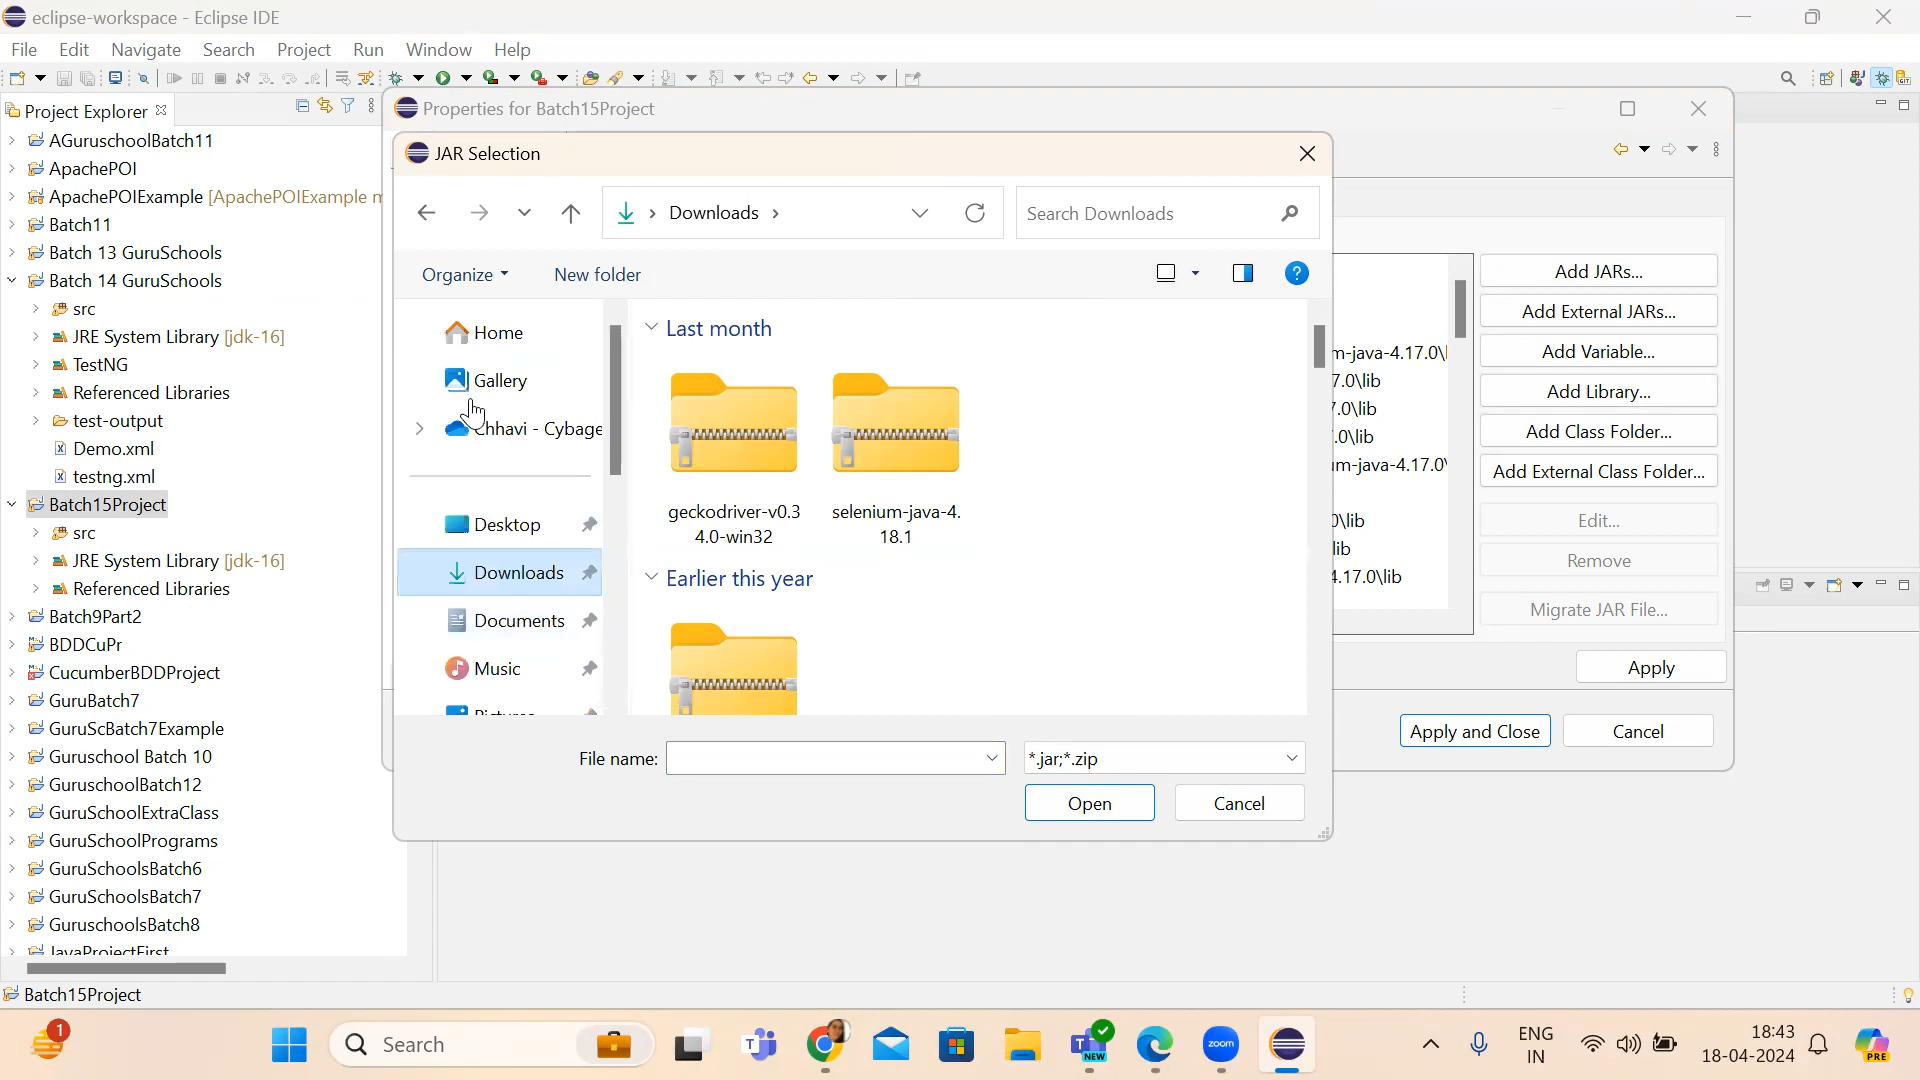 eclipse-workspace - Eclipse IDE
File Edit Navigate Search Project Run Window Help
Project Explorer
AGuruschoolBatch11
ApachePOI
ApachePOIExample [ApachePOIExample m
Batch11
Batch 13 GuruSchools
Batch 14 GuruSchools
src
JRE System Library [jdk-16]
TestNG
Referenced Libraries
test-output
Demo.xml
testng.xml
Batch15Project
src
JRE System Library [jdk-16]
Referenced Libraries
Batch9Part2
BDDCuPr
CucumberBDDProject
GuruBatch7
GuruScBatch7Example
Guruschool Batch 10
GuruschoolBatch12
GuruSchoolExtraClass
GuruSchoolPrograms
GuruSchoolsBatch6
GuruSchoolsBatch7
GuruschoolsBatch8
JavaProjectFirst
Batch15Project
Properties for Batch15Project
JAR Selection
Downloads
Search Downloads
Organize New folder
Home
Gallery
Chhavi - Cybage
Desktop
Downloads
Documents
Music
Pictures
Last month
geckodriver-v0.3
4.0-win32
selenium-java-4.
18.1
Earlier this year
File name:
*.jar;*.zip
Open Cancel
m-java-4.17.0\l
7.0\lib
.0\lib
.0\lib
m-java-4.17.0\
0\lib
lib
4.17.0\lib
Add JARs...
Add External JARs...
Add Variable...
Add Library...
Add Class Folder...
Add External Class Folder...
Edit...
Remove
Migrate JAR File...
Apply
Apply and Close Cancel
1
Search
NEW
zoom
ENG
IN
18:43
18-04-2024
PRE